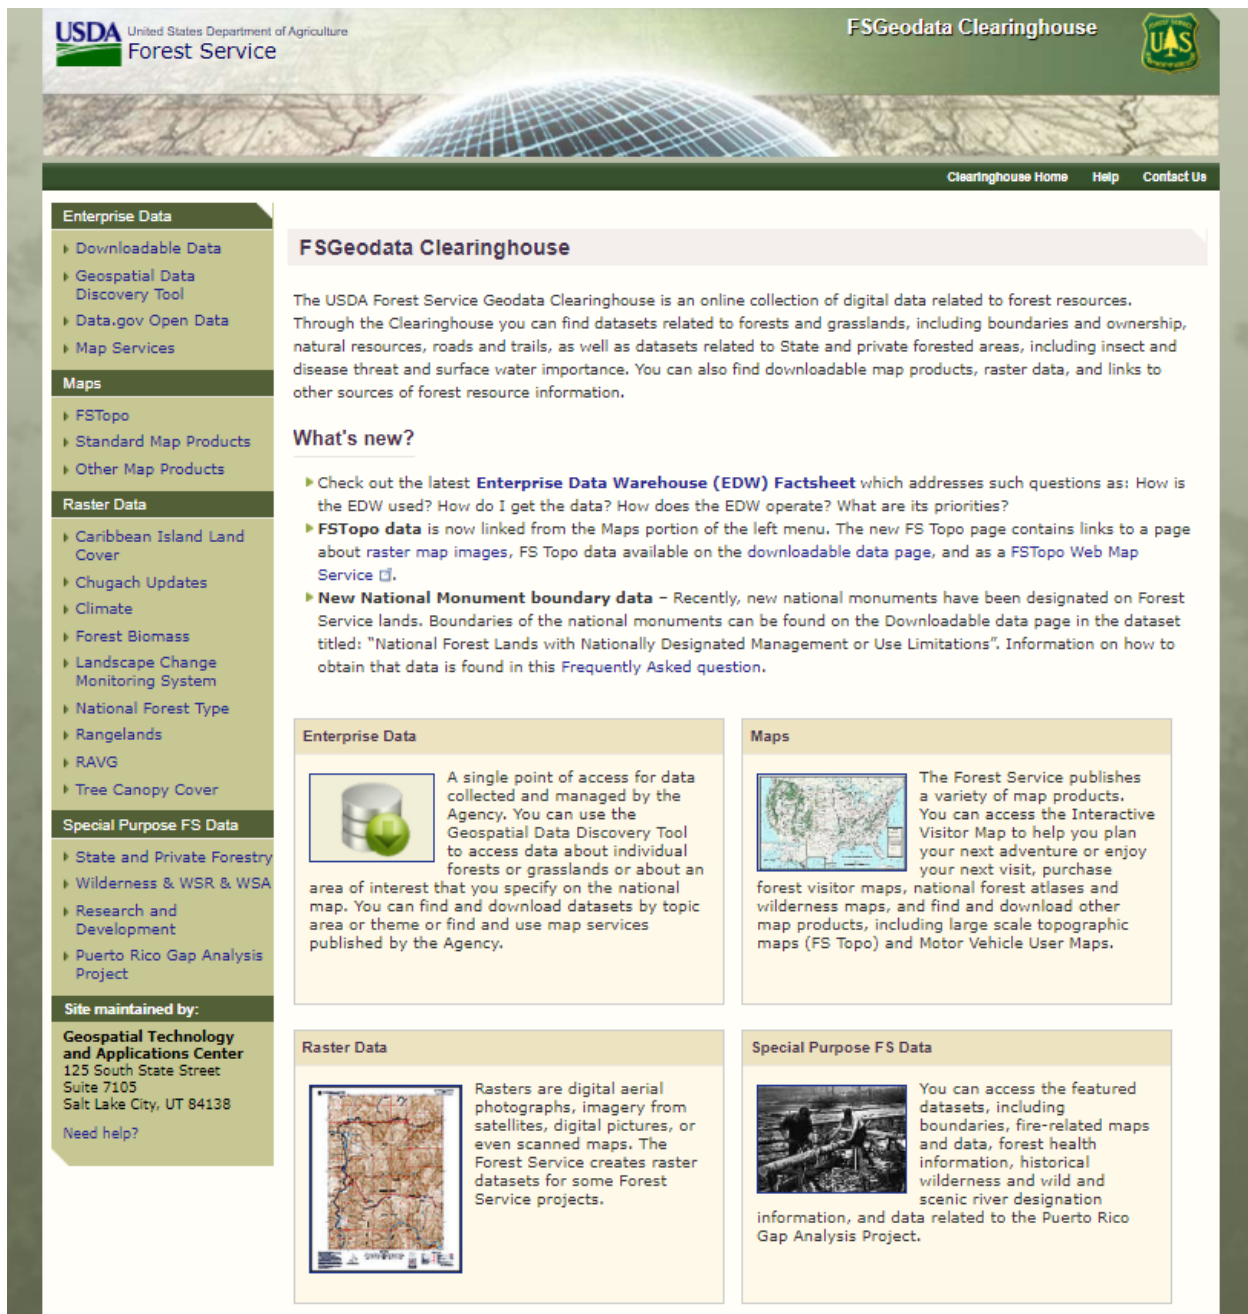 USDA United States Department of Agriculture
Forest Service
FSGeodata Clearinghouse
FOREST SERVICE
UAS
Clearinghouse Home Help Contact Us
Enterprise Data
Downloadable Data
Geospatial Data
Discovery Tool
Data.gov Open Data
Map Services
Maps
FSTopo
Standard Map Products
Other Map Products
Raster Data
Caribbean Island Land
Cover
Chugach Updates
Climate
Forest Biomass
Landscape Change
Monitoring System
National Forest Type
Rangelands
RAVG
Tree Canopy Cover
Special Purpose FS Data
State and Private Forestry
Wilderness & WSR & WSA
Research and
Development
Puerto Rico Gap Analysis
Project
Site maintained by:
Geospatial Technology
and Applications Center
125 South State Street
Suite 7105
Salt Lake City, UT 84138
Need help?
FSGeodata Clearinghouse
The USDA Forest Service Geodata Clearinghouse is an online collection of digital data related to forest resources.
Through the Clearinghouse you can find datasets related to forests and grasslands, including boundaries and ownership,
natural resources, roads and trails, as well as datasets related to State and private forested areas, including insect and
disease threat and surface water importance. You can also find downloadable map products, raster data, and links to
other sources of forest resource information.
What's new?
Check out the latest Enterprise Data Warehouse (EDW) Factsheet which addresses such questions as: How is
the EDW used? How do I get the data? How does the EDW operate? What are its priorities?
FSTopo data is now linked from the Maps portion of the left menu. The new FS Topo page contains links to a page
about raster map images, FS Topo data available on the downloadable data page, and as a FSTopo Web Map
Service.
New National Monument boundary data – Recently, new national monuments have been designated on Forest
Service lands. Boundaries of the national monuments can be found on the Downloadable data page in the dataset
titled: “National Forest Lands with Nationally Designated Management or Use Limitations”. Information on how to
obtain that data is found in this Frequently Asked question.
Enterprise Data
A single point of access for data
collected and managed by the
Agency. You can use the
Geospatial Data Discovery Tool
to access data about individual
forests or grasslands or about an
area of interest that you specify on the national
map. You can find and download datasets by topic
area or theme or find and use map services
published by the Agency.
Maps
The Forest Service publishes
a variety of map products.
You can access the Interactive
Visitor Map to help you plan
your next adventure or enjoy
your next visit, purchase
forest visitor maps, national forest atlases and
wilderness maps, and find and download other
map products, including large scale topographic
maps (FS Topo) and Motor Vehicle User Maps.
Raster Data
Rasters are digital aerial
photographs, imagery from
satellites, digital pictures, or
even scanned maps. The
Forest Service creates raster
datasets for some Forest
Service projects.
Special Purpose FS Data
You can access the featured
datasets, including
boundaries, fire-related maps
and data, forest health
information, historical
wilderness and wild and
scenic river designation
information, and data related to the Puerto Rico
Gap Analysis Project.